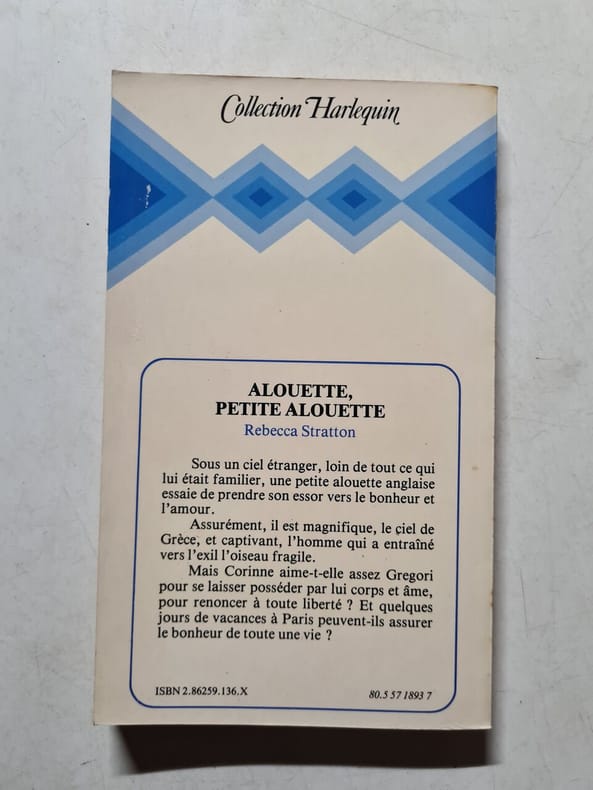 Collection Harlequin
ALOUETTE,
PETITE ALOUETTE
Rebecca Stratton
Sous un ciel étranger, loin de tout ce qui
lui était familier, une petite alouette anglaise
essaie de prendre son essor vers le bonheur et
l'amour.
Assurément, il est magnifique, le ciel de
Grèce, et captivant, l'homme qui a entraîné
vers l'exil l'oiseau fragile.
Mais Corinne aime-t-elle assez Gregori
pour se laisser posséder par lui corps et âme,
pour renoncer à toute liberté ? Et quelques
jours de vacances à Paris peuvent-ils assurer
le bonheur de toute une vie ?
ISBN 2.86259.136.X
80.5 57 1893 7